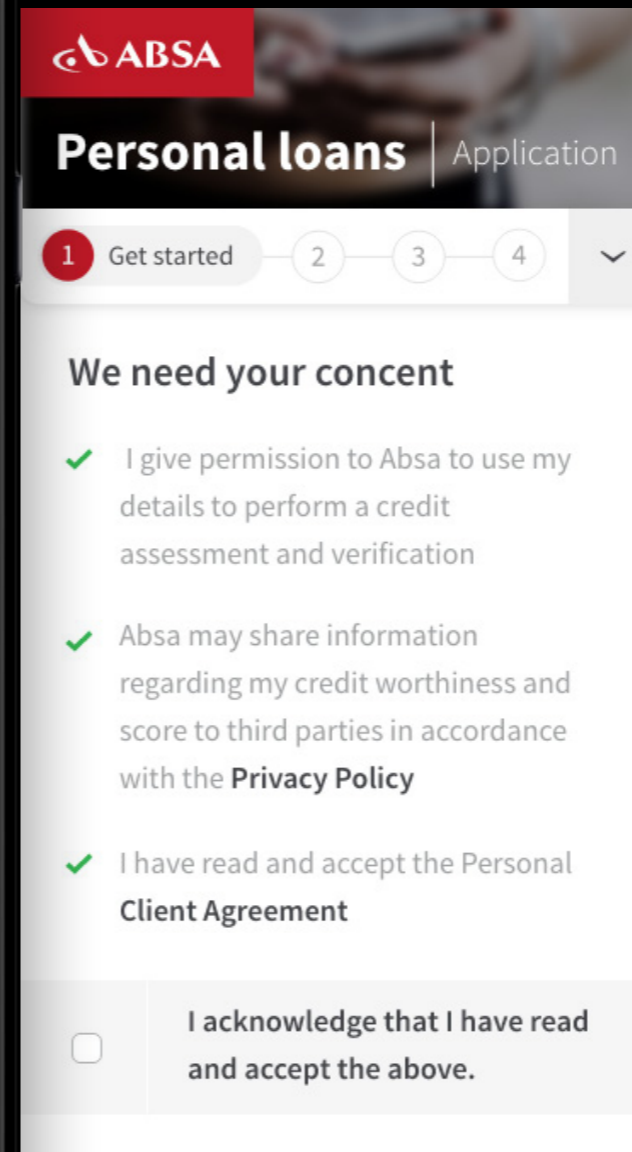 ABSA
Personal loans | Application
1 Get started 2 3 4
We need your concent
I give permission to Absa to use my
details to perform a credit
assessment and verification
Absa may share information
regarding my credit worthiness and
score to third parties in accordance
with the Privacy Policy
I have read and accept the Personal
Client Agreement
I acknowledge that I have read
and accept the above.